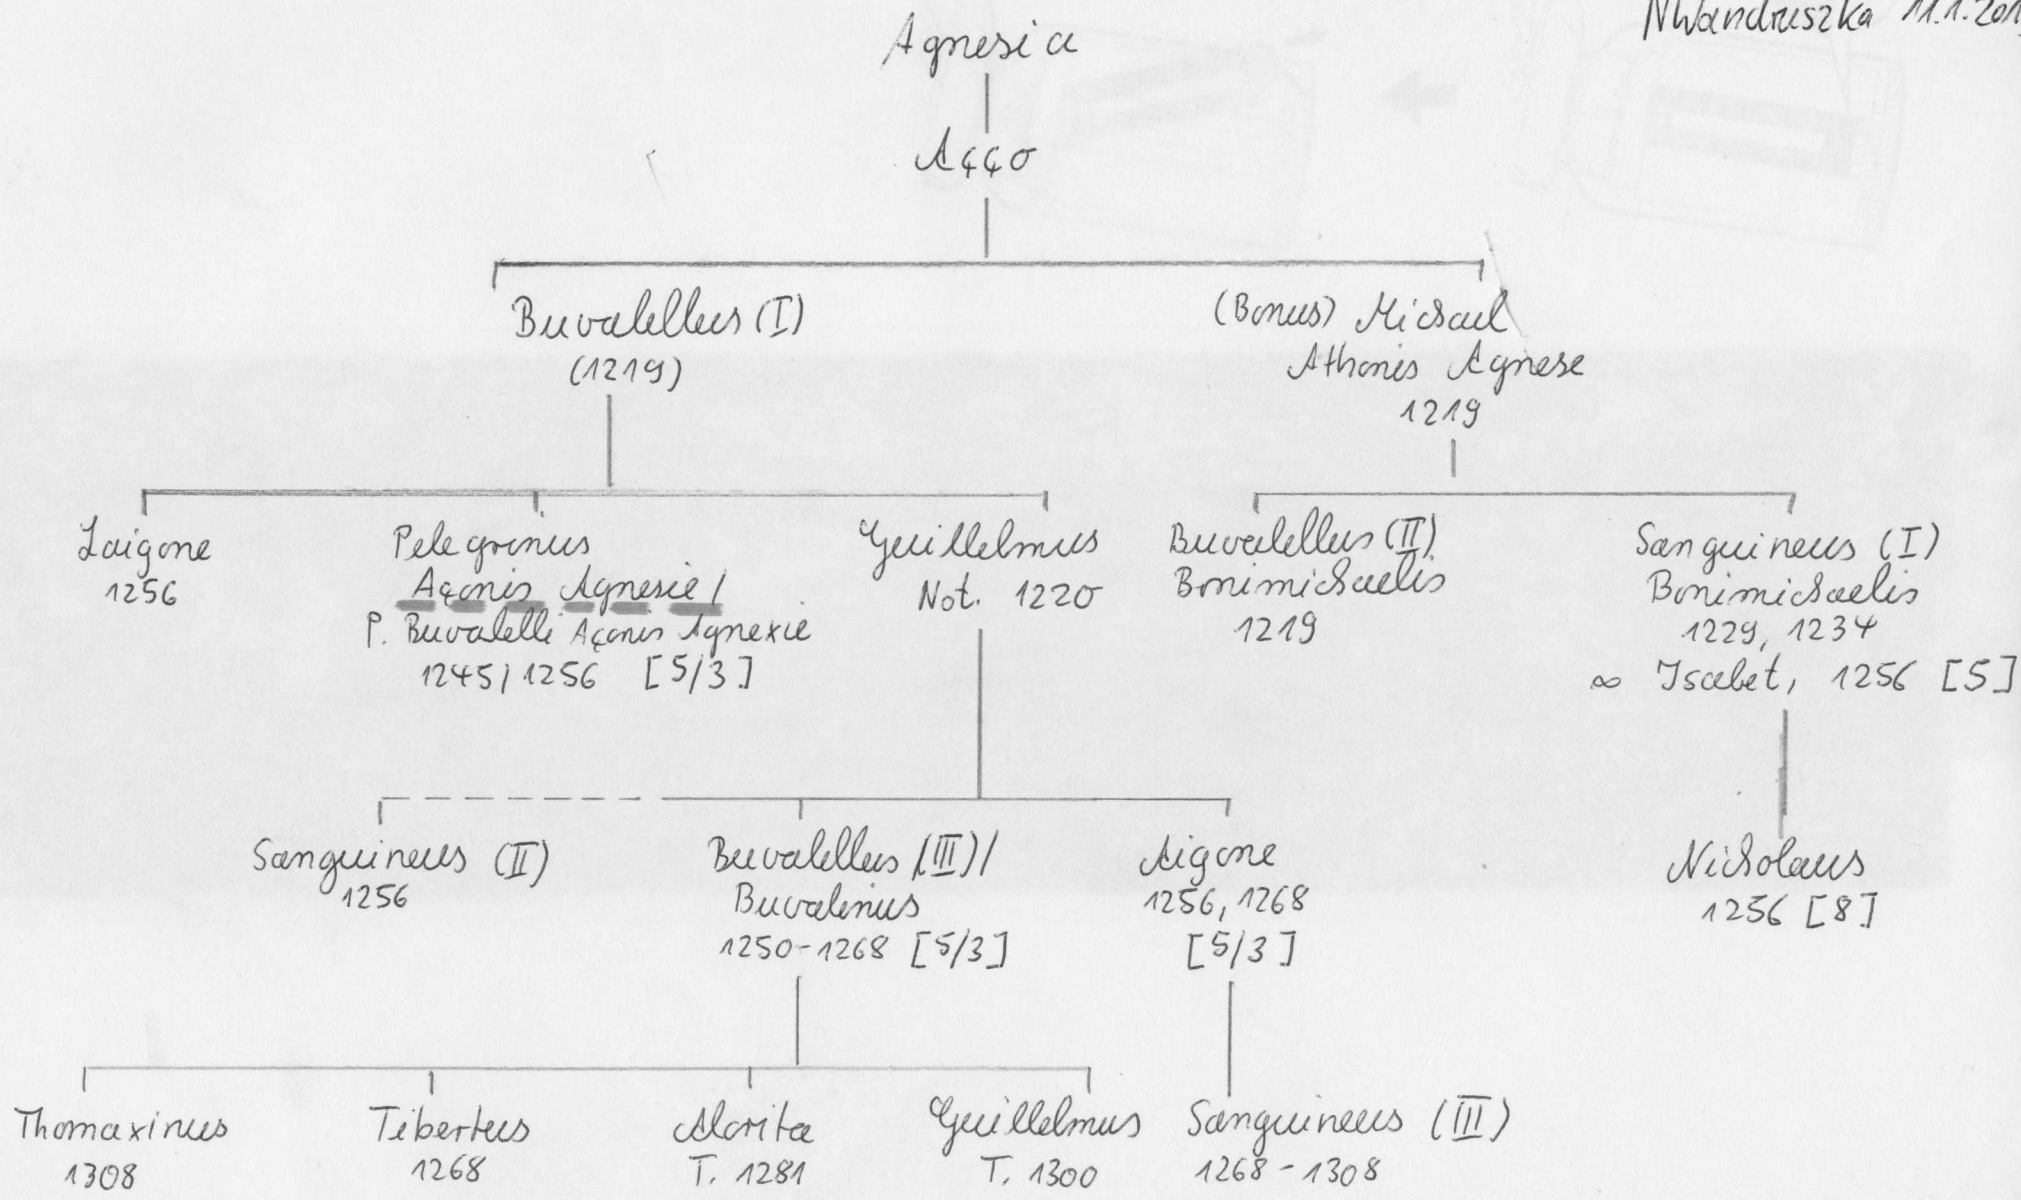 NWandruszka 11.1.201
Agnesia
Açço
Buvalellus (I)
(1219)
(Bonus) Michael
Athonis Agnese
1219
Laigone
1256
Pelegrinus
Açonis Agnesie/
P. Buvalelli Açonis Agnexie
1245/1256 [5/3]
Guillelmus
Not. 1220
Buvalellus (II)
Bonimichaelis
1219
Sanguineus (I)
Bonimichaelis
1229, 1234
∞ Isabet, 1256 [5]
Sanguineus (II)
1256
Buvalellus (III)/
Buvalinus
1250-1268 [5/3]
Aigone
1256, 1268
[5/3]
Nicholaus
1256 [8]
Thomaxinus
1308
Tibertus
1268
Alorita
T. 1281
Guillelmus
T. 1300
Sanguineus (III)
1268-1308